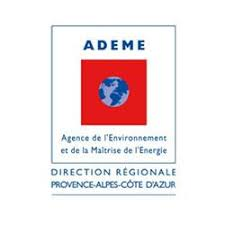 ADEME
Agence de l'Environnement
et de la Maîtrise de l'Energie
DIRECTION RÉGIONALE
PROVENCE-ALPES-CÔTE D'AZUR